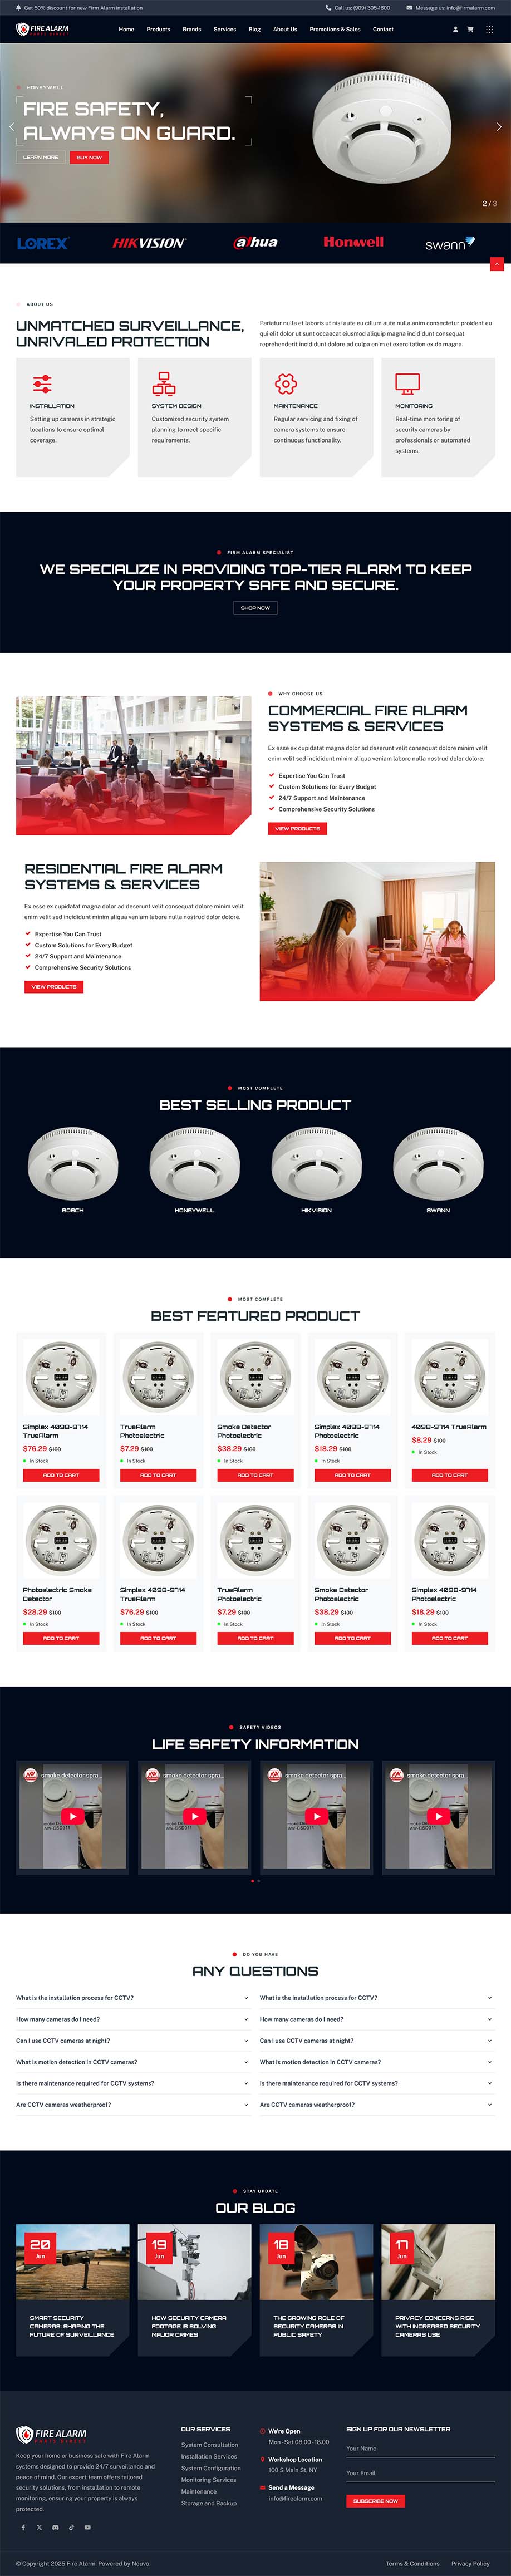 Get 50% discount for new Firm Alarm installation
Call us: (909) 305-1600
Message us: info@firmalarm.com
FIRE ALARM
PARTS DIRECT
Home Products Brands Services Blog About Us Promotions & Sales Contact
HONEYWELL
FIRE SAFETY,
ALWAYS ON GUARD.
LEARN MORE
BUY NOW
2 / 3
LOREX
HIKVISION
alhua
Honwell
swann
ABOUT US
UNMATCHED SURVEILLANCE,
UNRIVALED PROTECTION
Pariatur nulla et laboris ut nisi aute eu cillum aute nulla anim consectetur proident eu
qui elit dolor ut sunt occaecat eiusmod aliquip magna incididunt consequat
reprehenderit incididunt dolore ad culpa enim et exercitation ex do magna.
INSTALLATION
Setting up cameras in strategic
locations to ensure optimal
coverage.
SYSTEM DESIGN
Customized security system
planning to meet specific
requirements.
MAINTENANCE
Regular servicing and fixing of
camera systems to ensure
continuous functionality.
MONITORING
Real-time monitoring of
security cameras by
professionals or automated
systems.
FIRM ALARM SPECIALIST
WE SPECIALIZE IN PROVIDING TOP-TIER ALARM TO KEEP
YOUR PROPERTY SAFE AND SECURE.
SHOP NOW
WHY CHOOSE US
COMMERCIAL FIRE ALARM
SYSTEMS & SERVICES
Ex esse ex cupidatat magna dolor ad deserunt velit consequat dolore minim velit
enim velit sed incididunt minim aliqua veniam labore nulla nostrud dolor dolore.
Expertise You Can Trust
Custom Solutions for Every Budget
24/7 Support and Maintenance
Comprehensive Security Solutions
VIEW PRODUCTS
RESIDENTIAL FIRE ALARM
SYSTEMS & SERVICES
Ex esse ex cupidatat magna dolor ad deserunt velit consequat dolore minim velit
enim velit sed incididunt minim aliqua veniam labore nulla nostrud dolor dolore.
Expertise You Can Trust
Custom Solutions for Every Budget
24/7 Support and Maintenance
Comprehensive Security Solutions
VIEW PRODUCTS
MOST COMPLETE
BEST SELLING PRODUCT
BOSCH
HONEYWELL
HIKVISION
SWANN
MOST COMPLETE
BEST FEATURED PRODUCT
Simplex 4098-9714
TrueAlarm
$76.29 $100
In Stock
ADD TO CART
TrueAlarm
Photoelectric
$7.29 $100
In Stock
ADD TO CART
Smoke Detector
Photoelectric
$38.29 $100
In Stock
ADD TO CART
Simplex 4098-9714
Photoelectric
$18.29 $100
In Stock
ADD TO CART
4098-9714 TrueAlarm
$8.29 $100
In Stock
ADD TO CART
Photoelectric Smoke
Detector
$28.29 $100
In Stock
ADD TO CART
Simplex 4098-9714
TrueAlarm
$76.29 $100
In Stock
ADD TO CART
TrueAlarm
Photoelectric
$7.29 $100
In Stock
ADD TO CART
Smoke Detector
Photoelectric
$38.29 $100
In Stock
ADD TO CART
Simplex 4098-9714
Photoelectric
$18.29 $100
In Stock
ADD TO CART
SAFETY VIDEOS
LIFE SAFETY INFORMATION
smoke detector spra...
smoke detector spra...
smoke detector spra...
smoke detector spra...
DO YOU HAVE
ANY QUESTIONS
What is the installation process for CCTV?
How many cameras do I need?
Can I use CCTV cameras at night?
What is motion detection in CCTV cameras?
Is there maintenance required for CCTV systems?
Are CCTV cameras weatherproof?
What is the installation process for CCTV?
How many cameras do I need?
Can I use CCTV cameras at night?
What is motion detection in CCTV cameras?
Is there maintenance required for CCTV systems?
Are CCTV cameras weatherproof?
STAY UPDATE
OUR BLOG
20
Jun
SMART SECURITY
CAMERAS: SHAPING THE
FUTURE OF SURVEILLANCE
19
Jun
HOW SECURITY CAMERA
FOOTAGE IS SOLVING
MAJOR CRIMES
18
Jun
THE GROWING ROLE OF
SECURITY CAMERAS IN
PUBLIC SAFETY
17
Jun
PRIVACY CONCERNS RISE
WITH INCREASED SECURITY
CAMERAS USE
FIRE ALARM
PARTS DIRECT
Keep your home or business safe with Fire Alarm
systems designed to provide 24/7 surveillance and
peace of mind. Our expert team offers tailored
security solutions, from installation to remote
monitoring, ensuring your property is always
protected.
OUR SERVICES
System Consultation
Installation Services
System Configuration
Monitoring Services
Maintenance
Storage and Backup
We're Open
Mon - Sat 08.00 - 18.00
Workshop Location
100 S Main St, NY
Send a Message
info@firealarm.com
SIGN UP FOR OUR NEWSLETTER
Your Name
Your Email
SUBSCRIBE NOW
© Copyright 2025 Fire Alarm. Powered by Neuvo.
Terms & Conditions
Privacy Policy